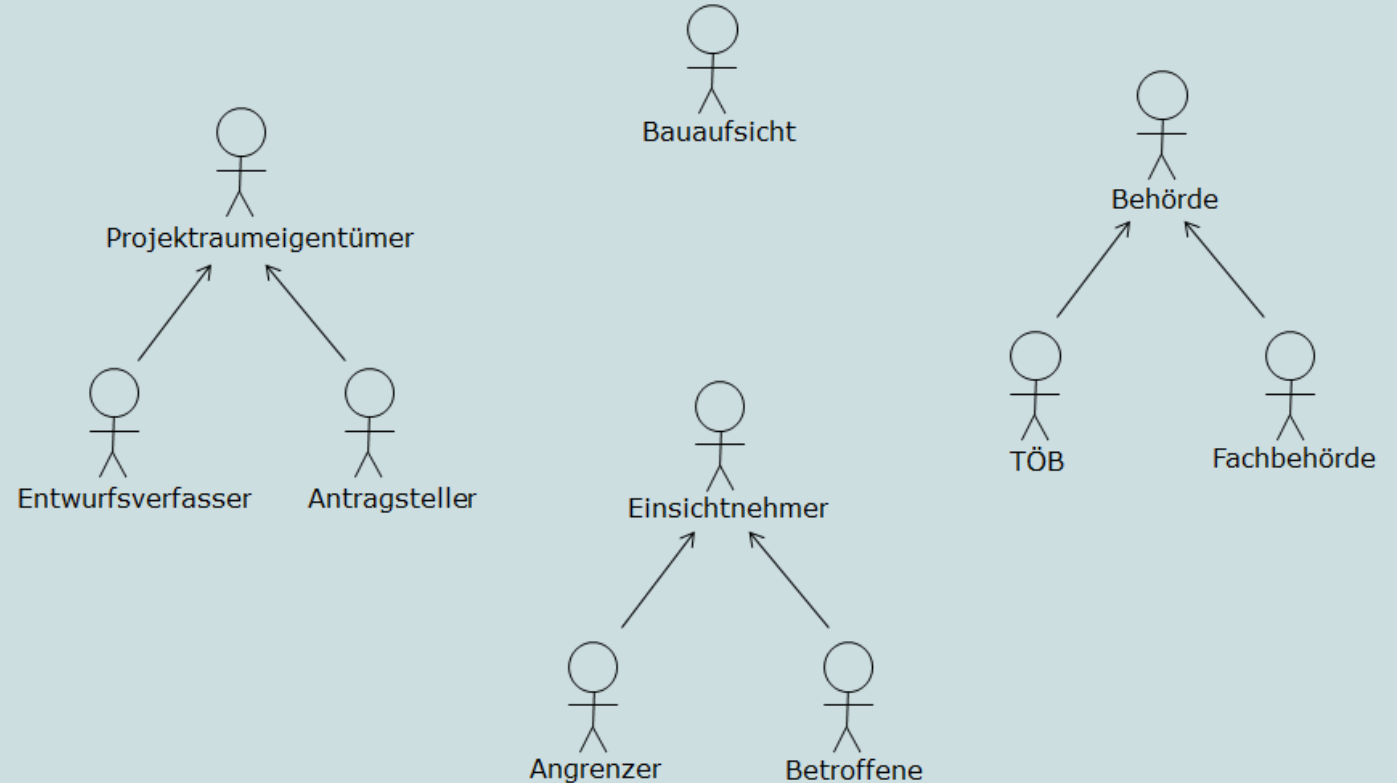 Bauaufsicht
Behörde
Projektraumeigentümer
TÖB
Fachbehörde
Entwurfsverfasser
Antragsteller
Einsichtnehmer
Angrenzer
Betroffene